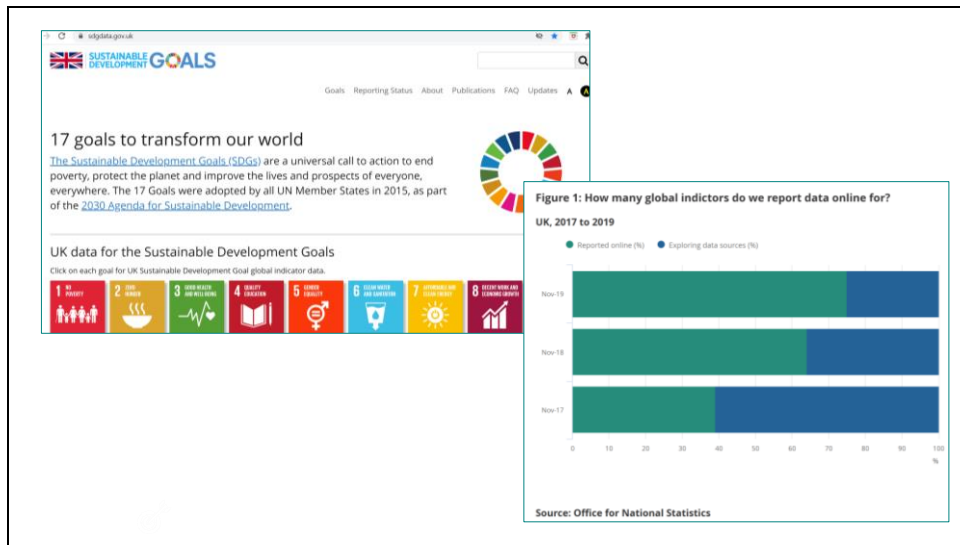 sdgdata.gov.uk
SUSTAINABLE
DEVELOPMENT GOALS
Goals Reporting Status About Publications FAQ Updates A A
17 goals to transform our world
The Sustainable Development Goals (SDGs) are a universal call to action to end
poverty, protect the planet and improve the lives and prospects of everyone,
everywhere. The 17 Goals were adopted by all UN Member States in 2015, as part
of the 2030 Agenda for Sustainable Development.
UK data for the Sustainable Development Goals
Click on each goal for UK Sustainable Development Goal global indicator data.
1 NO POVERTY
2 ZERO HUNGER
3 GOOD HEALTH AND WELL-BEING
4 QUALITY EDUCATION
5 GENDER EQUALITY
6 CLEAN WATER AND SANITATION
7 AFFORDABLE AND CLEAN ENERGY
8 DECENT WORK AND ECONOMIC GROWTH
Figure 1: How many global indictors do we report data online for?
UK, 2017 to 2019
Reported online (%) Exploring data sources (%)
Nov-19
Nov-18
Nov-17
0 10 20 30 40 50 60 70 80 90 100
%
Source: Office for National Statistics